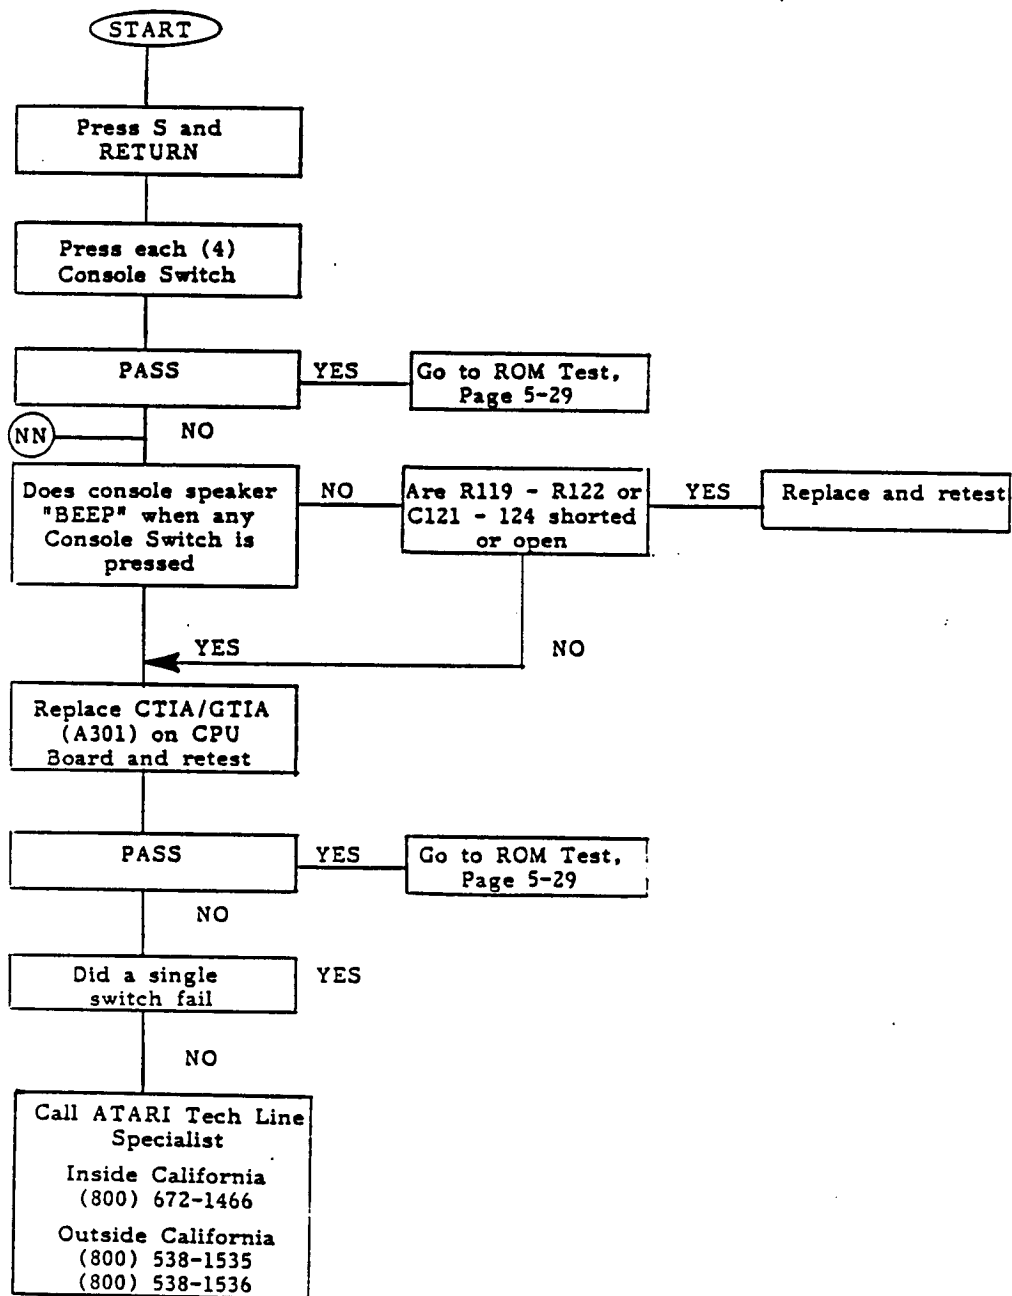 START
Press S and
RETURN
Press each (4)
Console Switch
PASS
YES
Go to ROM Test,
Page 5-29
NN
NO
Does console speaker
"BEEP" when any
Console Switch is
pressed
NO
Are R119 - R122 or
C121 - 124 shorted
or open
YES
Replace and retest
YES
NO
Replace CTIA/GTIA
(A301) on CPU
Board and retest
PASS
YES
Go to ROM Test,
Page 5-29
NO
Did a single
switch fail
YES
NO
Call ATARI Tech Line
Specialist
Inside California
(800) 672-1466
Outside California
(800) 538-1535
(800) 538-1536